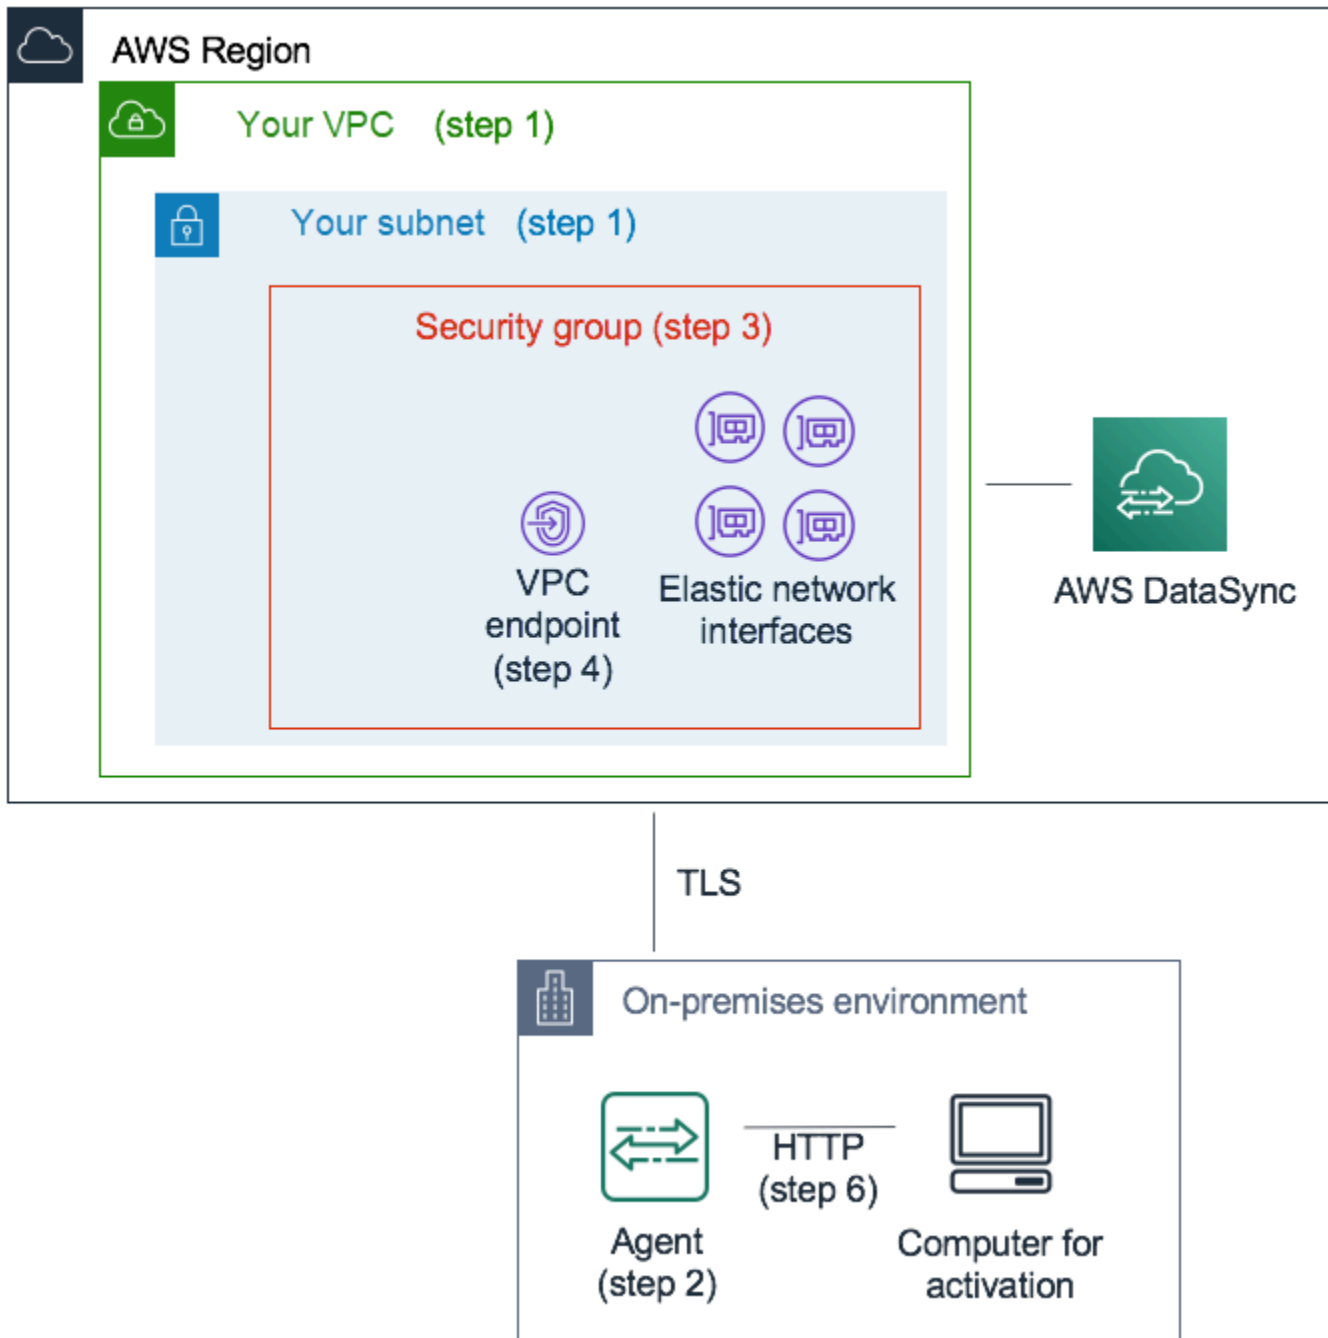 AWS Region
Your VPC (step 1)
Your subnet (step 1)
Security group (step 3)
VPC
endpoint
(step 4)
Elastic network
interfaces
AWS DataSync
TLS
On-premises environment
HTTP
(step 6)
Agent
(step 2)
Computer for
activation